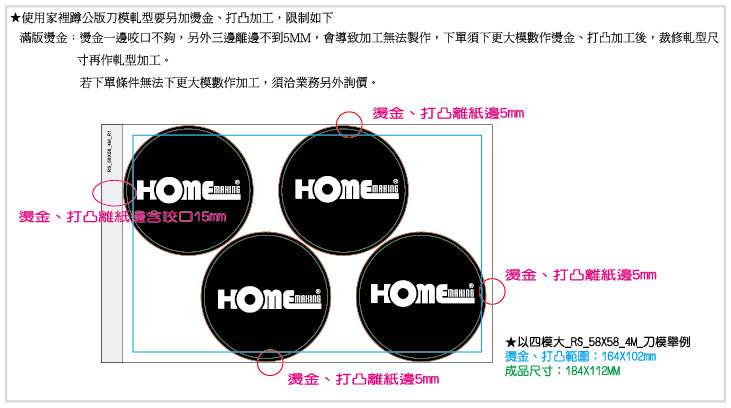 ★使用家裡蹲公版刀模軋型要另加燙金、打凸加工，限制如下
滿版燙金：燙金一邊咬口不夠，另外三邊離邊不到5MM，會導致加工無法製作，下單須下更大模數作燙金、打凸加工後，裁修軋型尺
寸再作軋型加工。
若下單條件無法下更大模數作加工，須洽業務另外詢價。
燙金、打凸離紙邊5mm
RS_58X58_4M_R1
HOME MAKING®
HOME MAKING®
燙金、打凸離紙邊含咬口15mm
燙金、打凸離紙邊5mm
HOME MAKING®
HOME MAKING®
★以四模大_RS_58X58_4M_刀模舉例
燙金、打凸範圍：164X102mm
成品尺寸：184X112MM
燙金、打凸離紙邊5mm